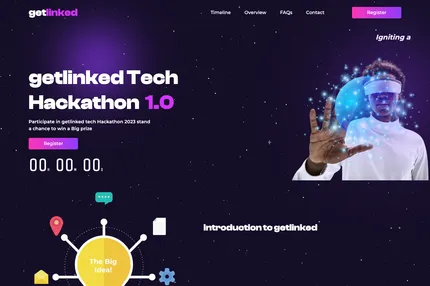 getlinked
Timeline
Overview
FAQs
Contact
Register
Igniting a
getlinked Tech
Hackathon 1.0
Participate in getlinked tech Hackathon 2023 stand
a chance to win a Big prize
Register
00. 00. 00.
Introduction to getlinked
The Big
Idea!